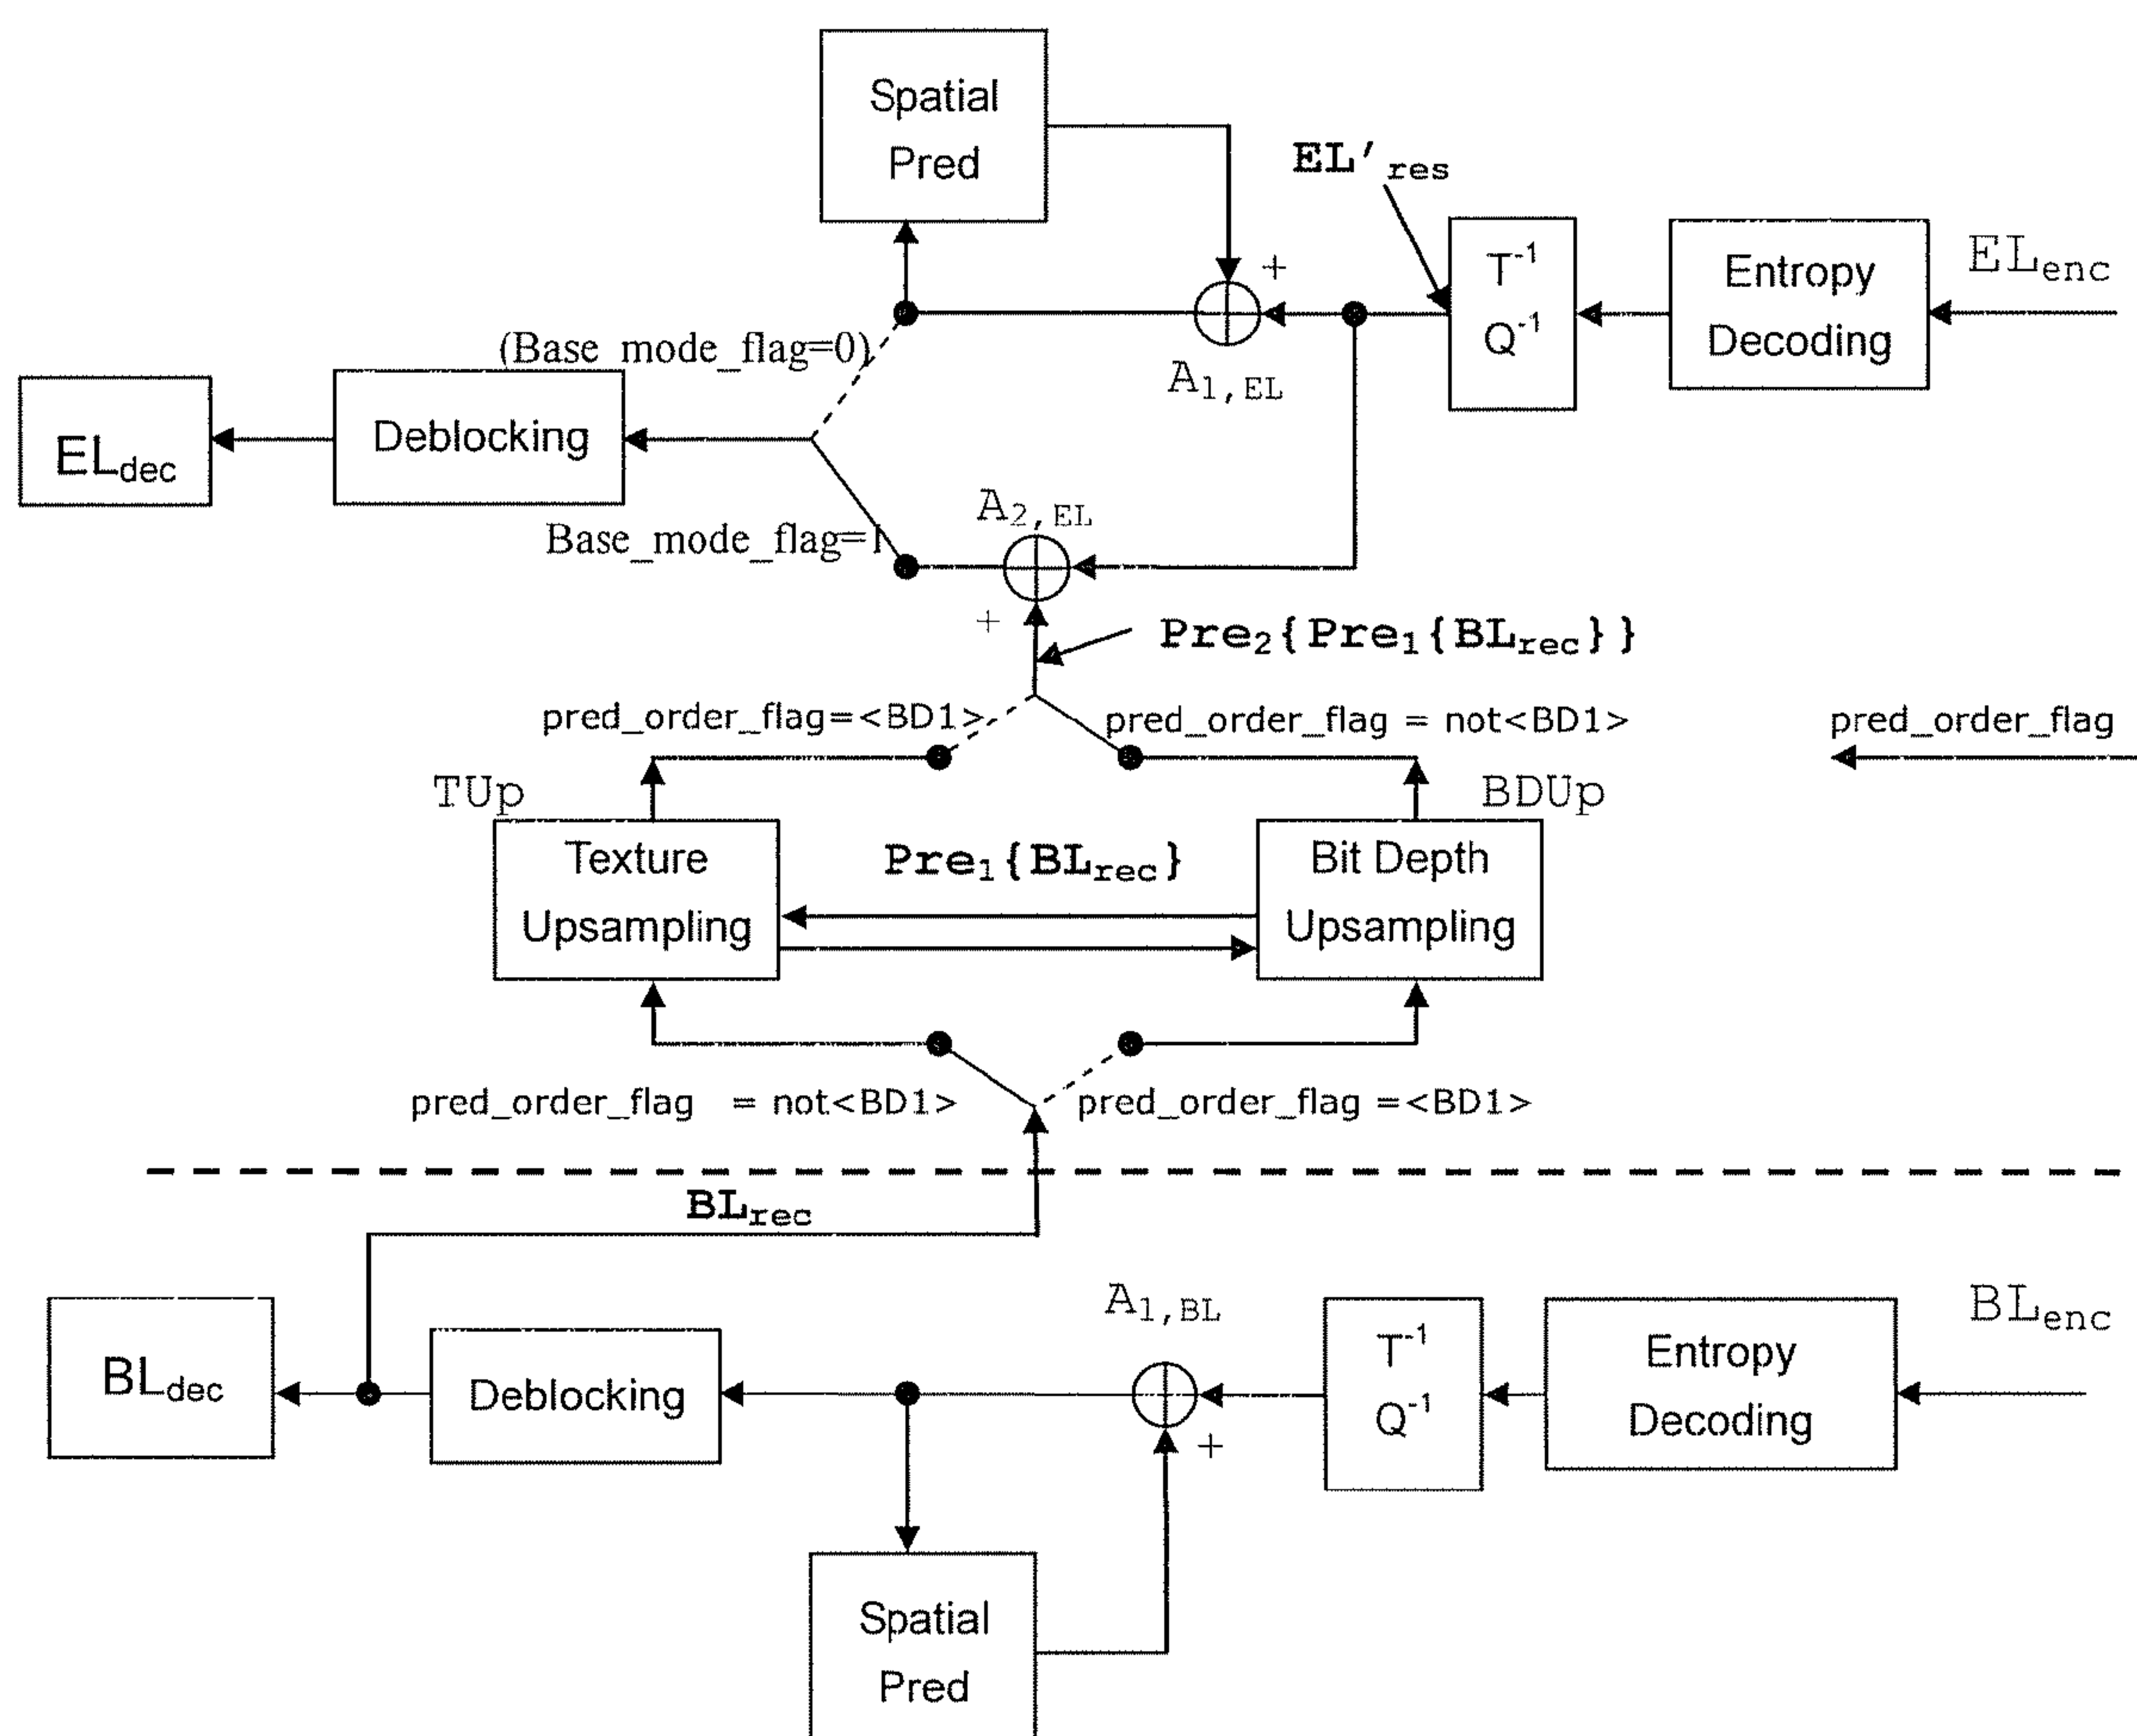 Spatial
Pred
EL'res
T-1
Q-1
Entropy
Decoding
ELenc
+
A1,EL
(Base mode_flag=0)
Deblocking
ELdec
Base_mode_flag=1
A2,EL
+
Pre2{Pre1{BLrec}}
pred_order_flag=<BD1>
pred_order_flag = not<BD1>
pred_order_flag
TUp
BDUp
Texture
Upsampling
Pre1{BLrec}
Bit Depth
Upsampling
pred_order_flag = not<BD1>
pred_order_flag =<BD1>
BLrec
BLdec
Deblocking
A1,BL
+
T-1
Q-1
Entropy
Decoding
BLenc
Spatial
Pred